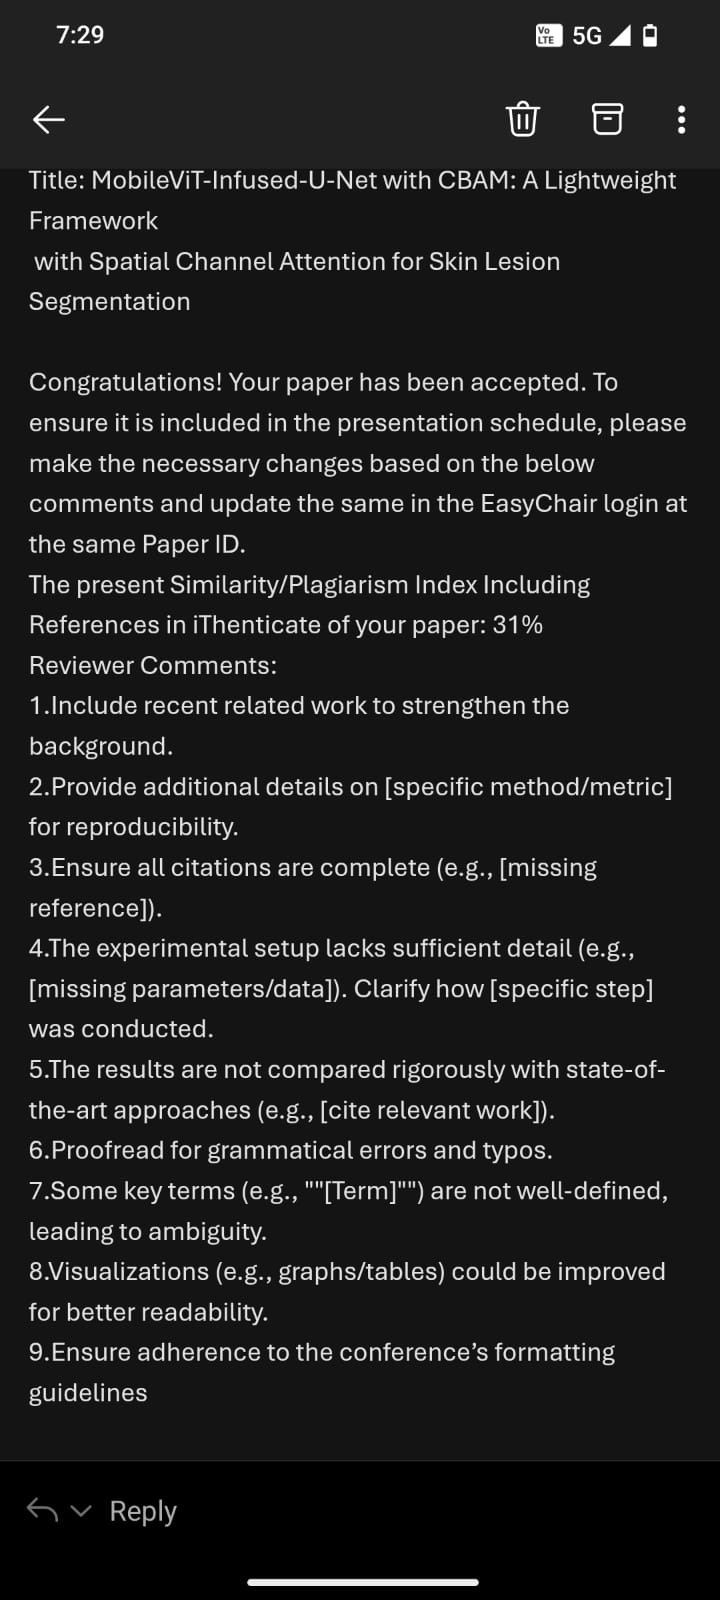 7:29
Vo LTE 5G
Title: MobileViT-Infused-U-Net with CBAM: A Lightweight
Framework
with Spatial Channel Attention for Skin Lesion
Segmentation
Congratulations! Your paper has been accepted. To
ensure it is included in the presentation schedule, please
make the necessary changes based on the below
comments and update the same in the EasyChair login at
the same Paper ID.
The present Similarity/Plagiarism Index Including
References in iThenticate of your paper: 31%
Reviewer Comments:
1.Include recent related work to strengthen the
background.
2.Provide additional details on [specific method/metric]
for reproducibility.
3.Ensure all citations are complete (e.g., [missing
reference]).
4.The experimental setup lacks sufficient detail (e.g.,
[missing parameters/data]). Clarify how [specific step]
was conducted.
5.The results are not compared rigorously with state-of-
the-art approaches (e.g., [cite relevant work]).
6.Proofread for grammatical errors and typos.
7.Some key terms (e.g., ""[Term]"") are not well-defined,
leading to ambiguity.
8.Visualizations (e.g., graphs/tables) could be improved
for better readability.
9.Ensure adherence to the conference’s formatting
guidelines
Reply